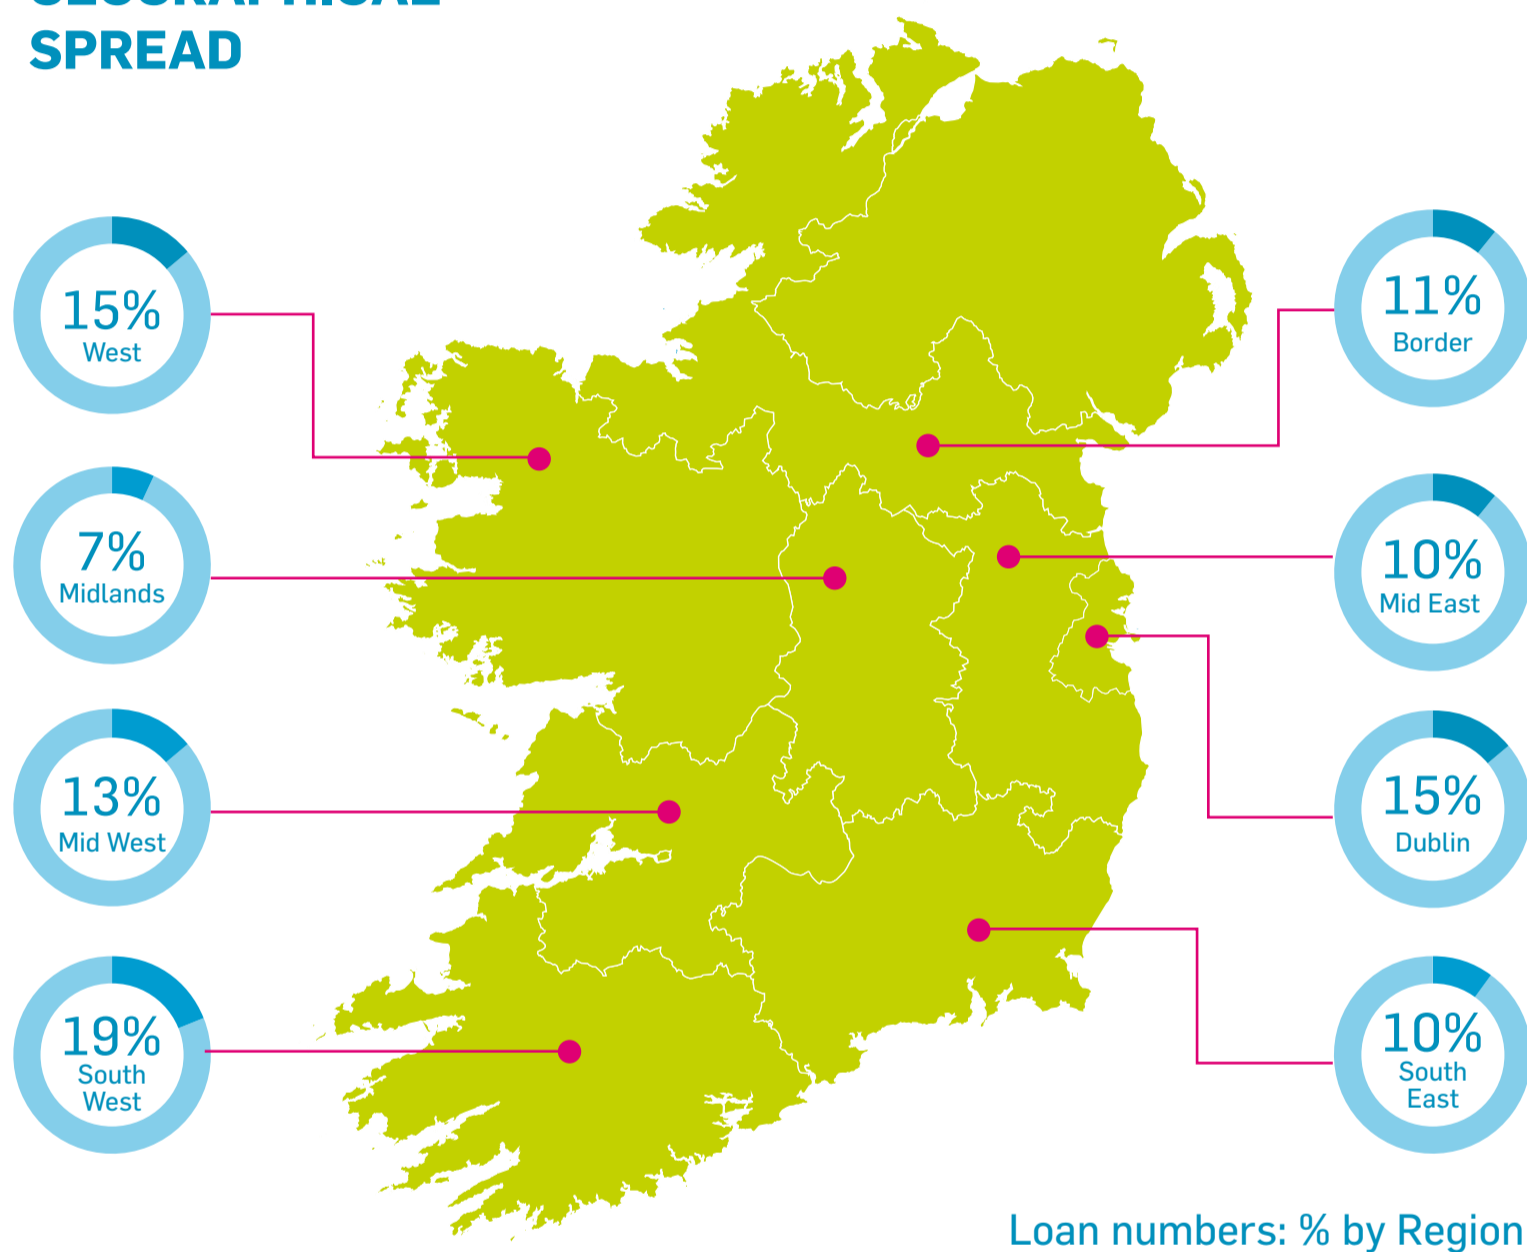 GEOGRAPHICAL
SPREAD
15%
West
7%
Midlands
13%
Mid West
19%
South
West
11%
Border
10%
Mid East
15%
Dublin
10%
South
East
Loan numbers: % by Region